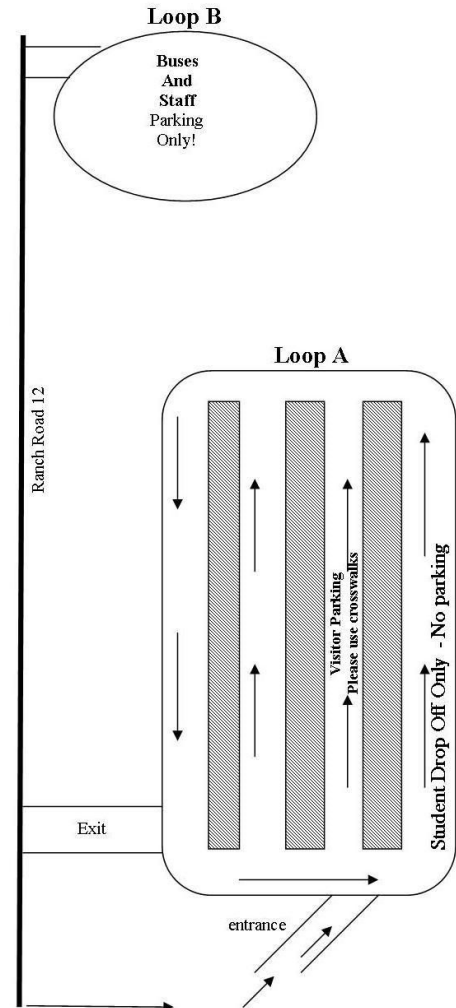 Loop B
Buses
And
Staff
Parking
Only!
Ranch Road 12
Loop A
Visitor Parking
Please use crosswalks
Student Drop Off Only - No parking
Exit
entrance